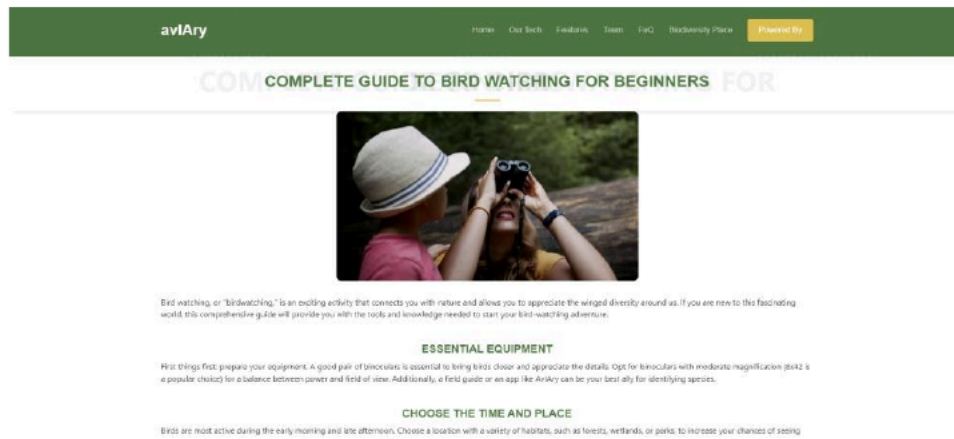 avIAry
Home Our Tech Features Team FaQ Biodiversity Place Powered By
COMPLETE GUIDE TO BIRD WATCHING FOR BEGINNERS
Bird watching, or "birdwatching," is an exciting activity that connects you with nature and allows you to appreciate the winged diversity around us. If you are new to this fascinating
world, this comprehensive guide will provide you with the tools and knowledge needed to start your bird-watching adventure.
ESSENTIAL EQUIPMENT
First things first: prepare your equipment. A good pair of binoculars is essential to bring birds closer and appreciate the details. Opt for binoculars with moderate magnification (8x42 is
a popular choice) for a balance between power and field of view. Additionally, a field guide or an app like AvIAry can be your best ally for identifying species.
CHOOSE THE TIME AND PLACE
Birds are most active during the early morning and late afternoon. Choose a location with a variety of habitats, such as forests, wetlands, or parks, to increase your chances of seeing